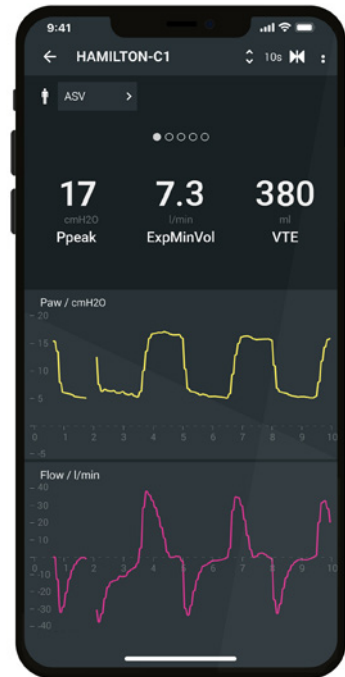 9:41
← HAMILTON-C1 10s
ASV >
17 7.3 380
cmH2O l/min ml
Ppeak ExpMinVol VTE
Paw / cmH2O
20
15
10
5
0 1 2 3 4 5 6 7 8 9 10
-5
Flow / l/min
40
30
20
10
0 1 2 3 4 5 6 7 8 9 10
-10
-20
-30
-40